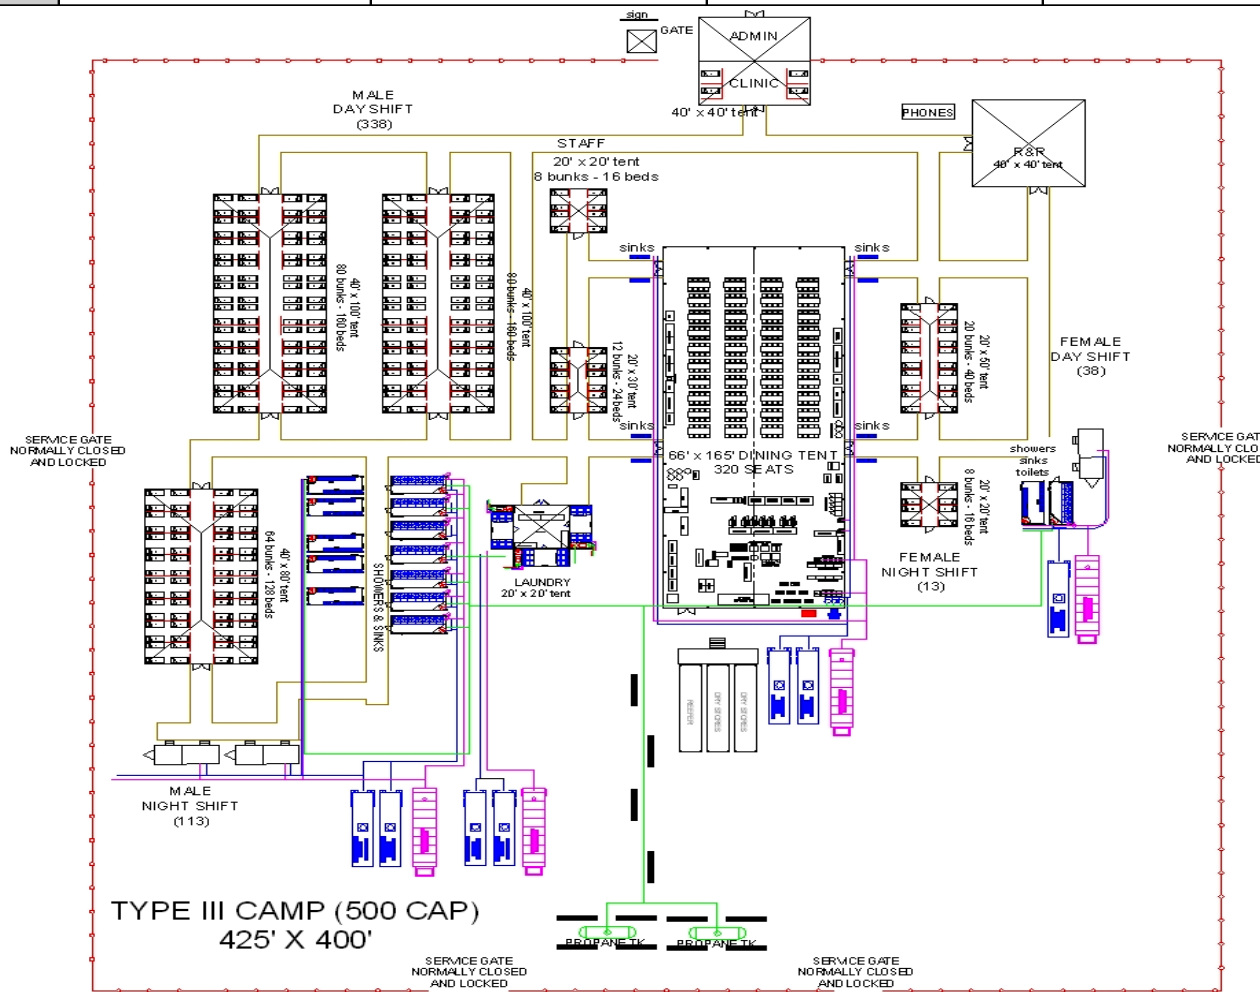 sign
GATE
ADMIN
CLINIC
40' x 40' tent
MALE
DAY SHIFT
(338)
PHONES
R&R
40' x 40' tent
STAFF
20' x 20' tent
8 bunks - 16 beds
sinks
sinks
40' x 100' tent
80 bunks - 160 beds
40' x 100' tent
80 bunks - 160 beds
20' x 30' tent
12 bunks - 24 beds
20' x 50' tent
20 bunks - 40 beds
FEMALE
DAY SHIFT
(38)
sinks
sinks
SERVICE GATE
NORMALLY CLOSED
AND LOCKED
SERVICE GAT
NORMALLY CLO
AND LOCKED
66' x 165' DINING TENT
320 SEATS
showers
sinks
toilets
20' x 20' tent
8 bunks - 16 beds
40' x 80' tent
64 bunks - 128 beds
SHOWERS & SINKS
LAUNDRY
20' x 20' tent
FEMALE
NIGHT SHIFT
(13)
REEFER
DRY STORES
DRY STORES
MALE
NIGHT SHIFT
(113)
TYPE III CAMP (500 CAP)
425' X 400'
PROPANE TK
PROPANE TK
SERVICE GATE
NORMALLY CLOSED
AND LOCKED
SERVICE GATE
NORMALLY CLOSED
AND LOCKED